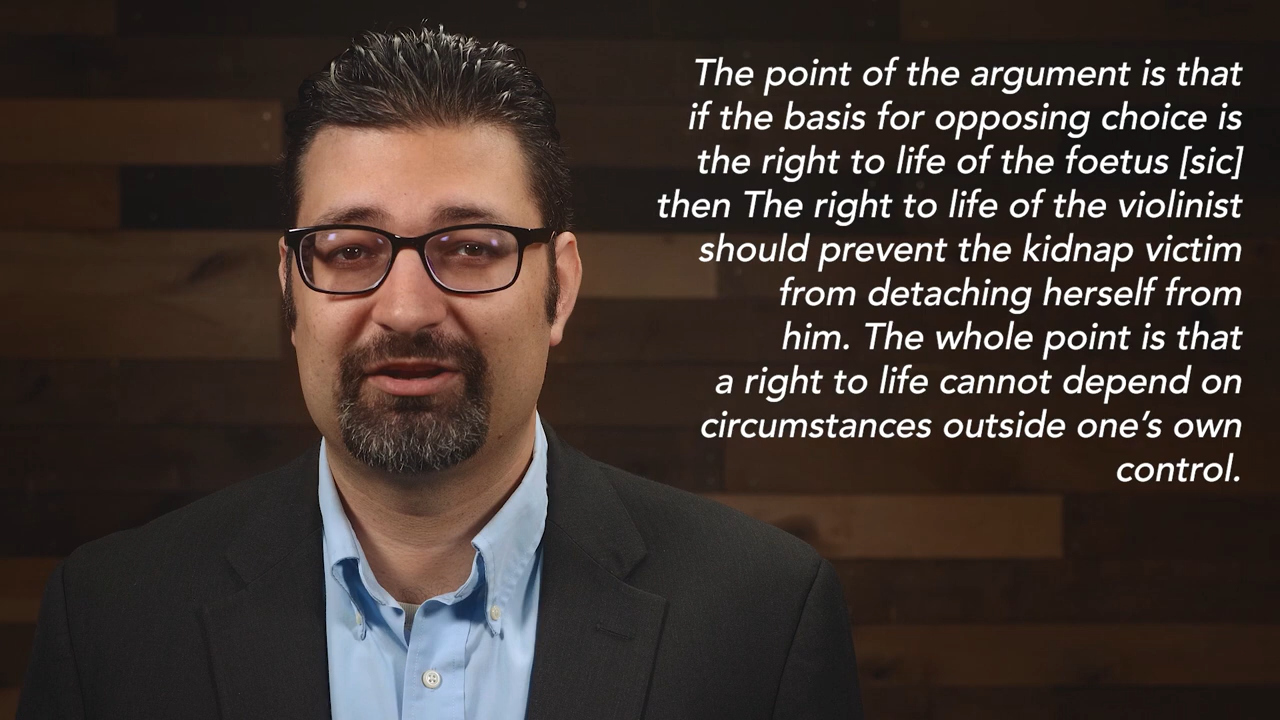 The point of the argument is that
if the basis for opposing choice is
the right to life of the foetus [sic]
then The right to life of the violinist
should prevent the kidnap victim
from detaching herself from
him. The whole point is that
a right to life cannot depend on
circumstances outside one’s own
control.